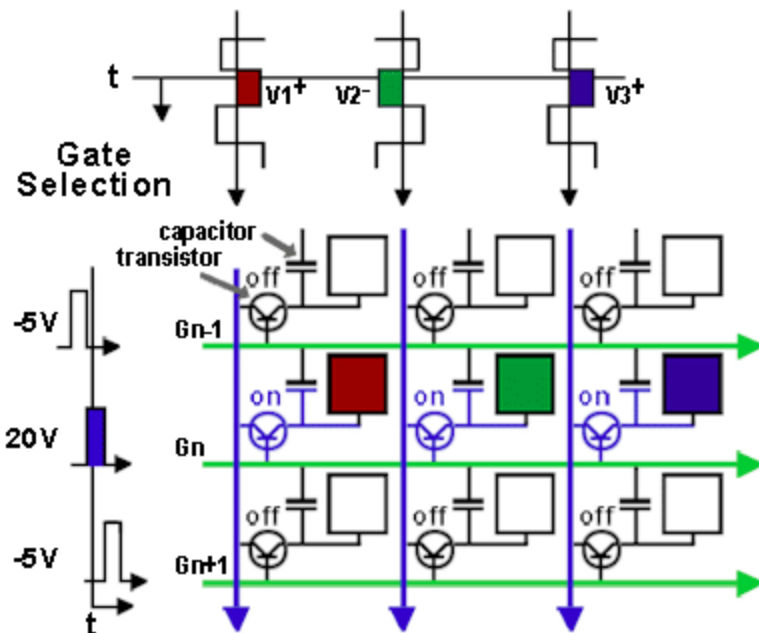 t
V1+
V2-
V3+
Gate
Selection
capacitor
transistor
off
off
off
-5V
Gn-1
on
on
on
20V
Gn
off
off
off
-5V
Gn+1
t